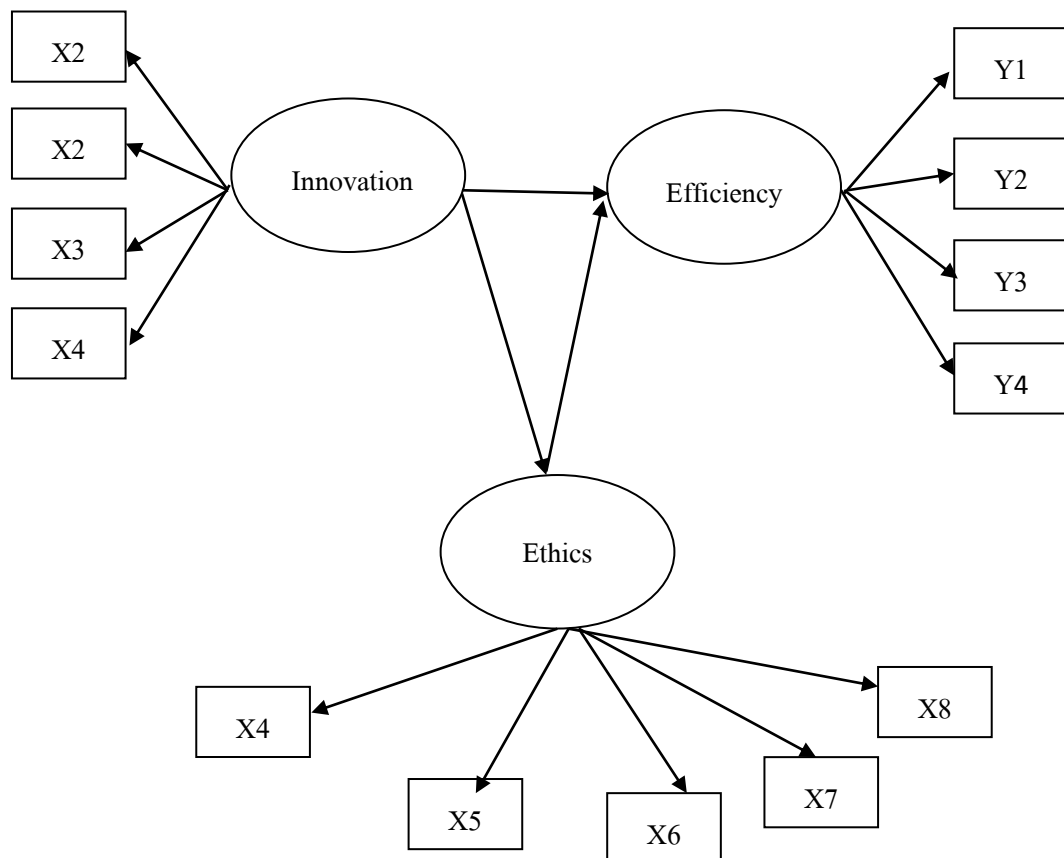 X2
X2
X3
X4
Innovation
Efficiency
Y1
Y2
Y3
Y4
Ethics
X4
X5
X6
X7
X8